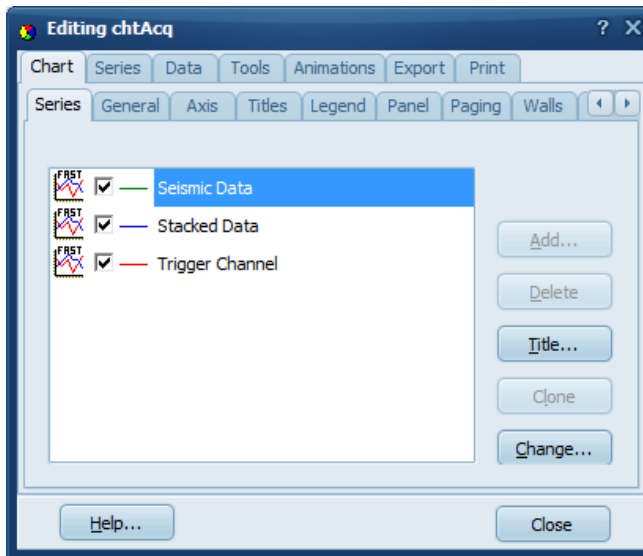 Editing chtAcq ? X
Chart Series Data Tools Animations Export Print
Series General Axis Titles Legend Panel Paging Walls
FAST Seismic Data
FAST Stacked Data
FAST Trigger Channel
Add...
Delete
Title...
Clone
Change...
Help... Close